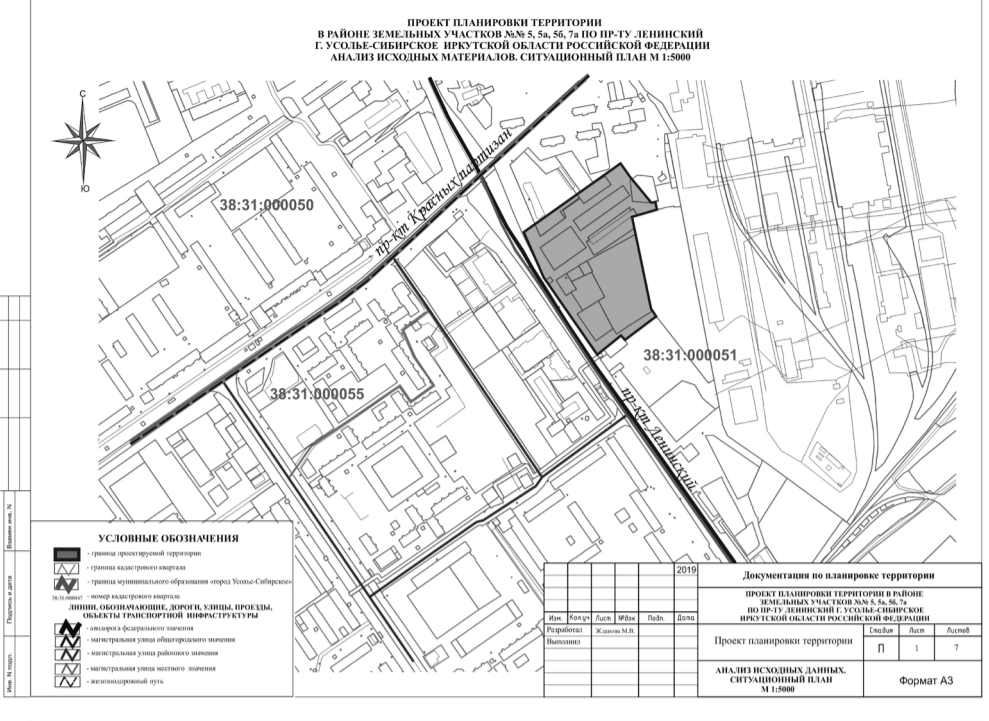 ПРОЕКТ ПЛАНИРОВКИ ТЕРРИТОРИИ
В РАЙОНЕ ЗЕМЕЛЬНЫХ УЧАСТКОВ №№ 5, 5а, 5б, 7а ПО ПР-ТУ ЛЕНИНСКИЙ
Г. УСОЛЬЕ-СИБИРСКОЕ ИРКУТСКОЙ ОБЛАСТИ РОССИЙСКОЙ ФЕДЕРАЦИИ
АНАЛИЗ ИСХОДНЫХ МАТЕРИАЛОВ. СИТУАЦИОННЫЙ ПЛАН М 1:5000
С
Ю
38:31:000050
пр-кт Красных партизан
38:31:000051
38:31:000055
пр-кт Ленинский
Взамен инв. N
Подпись и дата
Инв. N подл.
УСЛОВНЫЕ ОБОЗНАЧЕНИЯ
- граница проектируемой территории
- граница кадастрового квартала
- граница муниципального образования «город Усолье-Сибирское»
38:31:000047 - номер кадастрового квартала
ЛИНИИ, ОБОЗНАЧАЮЩИЕ, ДОРОГИ, УЛИЦЫ, ПРОЕЗДЫ,
ОБЪЕКТЫ ТРАНСПОРТНОЙ ИНФРАСТРУКТУРЫ
- автодорога федерального значения
- магистральная улица общегородского значения
- магистральная улица районного значения
- магистральная улица местного значения
- железнодорожный путь
2019
Документация по планировке территории
ПРОЕКТ ПЛАНИРОВКИ ТЕРРИТОРИИ В РАЙОНЕ
ЗЕМЕЛЬНЫХ УЧАСТКОВ № 5, 5а, 5б, 7а
ПО ПР-ТУ ЛЕНИНСКИЙ Г. УСОЛЬЕ-СИБИРСКОЕ
ИРКУТСКОЙ ОБЛАСТИ РОССИЙСКОЙ ФЕДЕРАЦИИ
Изм. Кол.уч Лист №док Подп. Дата
Разработал Жданова М.В.
Выполнил
Проект планировки территории
Стадия Лист Листов
П 1 7
АНАЛИЗ ИСХОДНЫХ ДАННЫХ.
СИТУАЦИОННЫЙ ПЛАН
М 1:5000
Формат А3